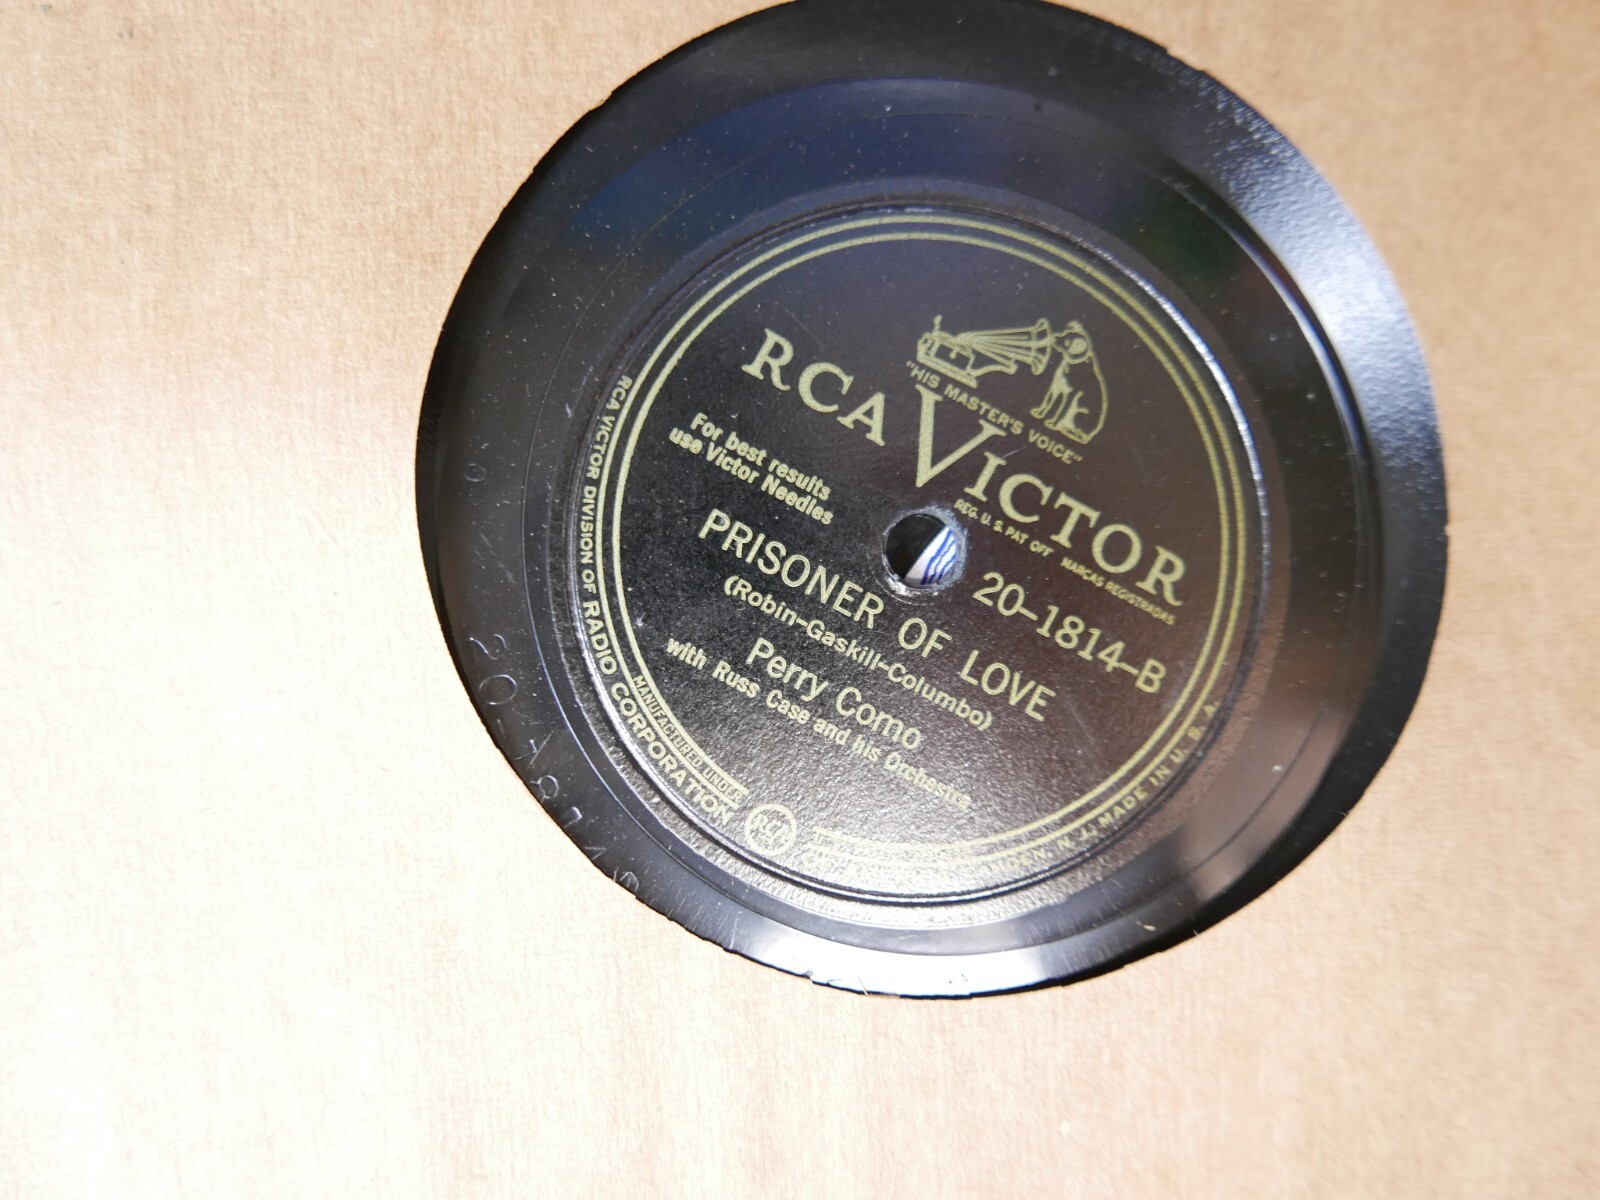 "HIS MASTER'S VOICE"
RCA VICTOR
REG. U. S. PAT OFF MARCAS REGISTRADAS
For best results
use Victor Needles
20-1814-B
PRISONER OF LOVE
(Robin-Gaskill-Columbo)
Perry Como
with Russ Case and his Orchestra
RCA VICTOR DIVISION OF RADIO CORPORATION
MANUFACTURED UNDER
RCA
N. J., MADE IN U. S. A.